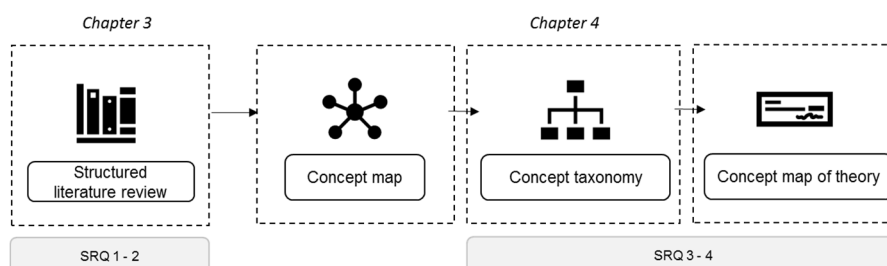 Chapter 3
Chapter 4
Structured
literature review
Concept map
Concept taxonomy
Concept map of theory
SRQ 1 - 2
SRQ 3 - 4